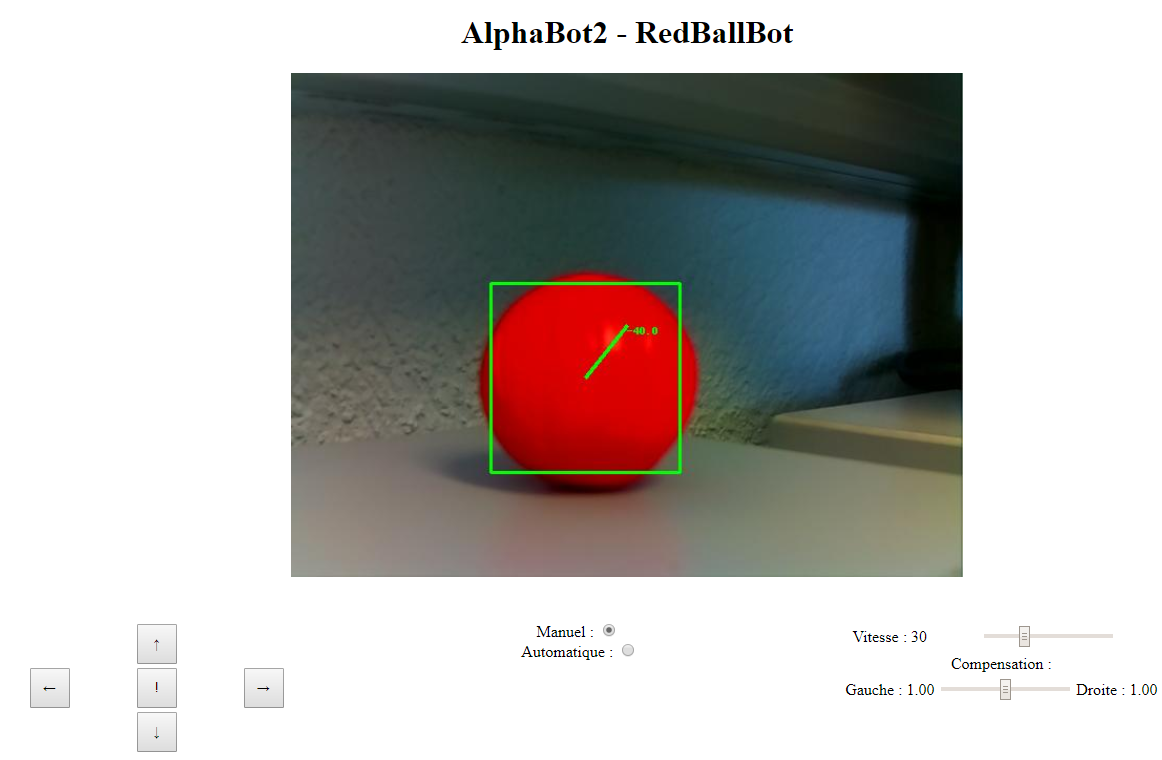 AlphaBot2 - RedBallBot
-40.0
↑
← ! →
↓
Manuel :
Automatique :
Vitesse : 30
Compensation :
Gauche : 1.00 Droite : 1.00